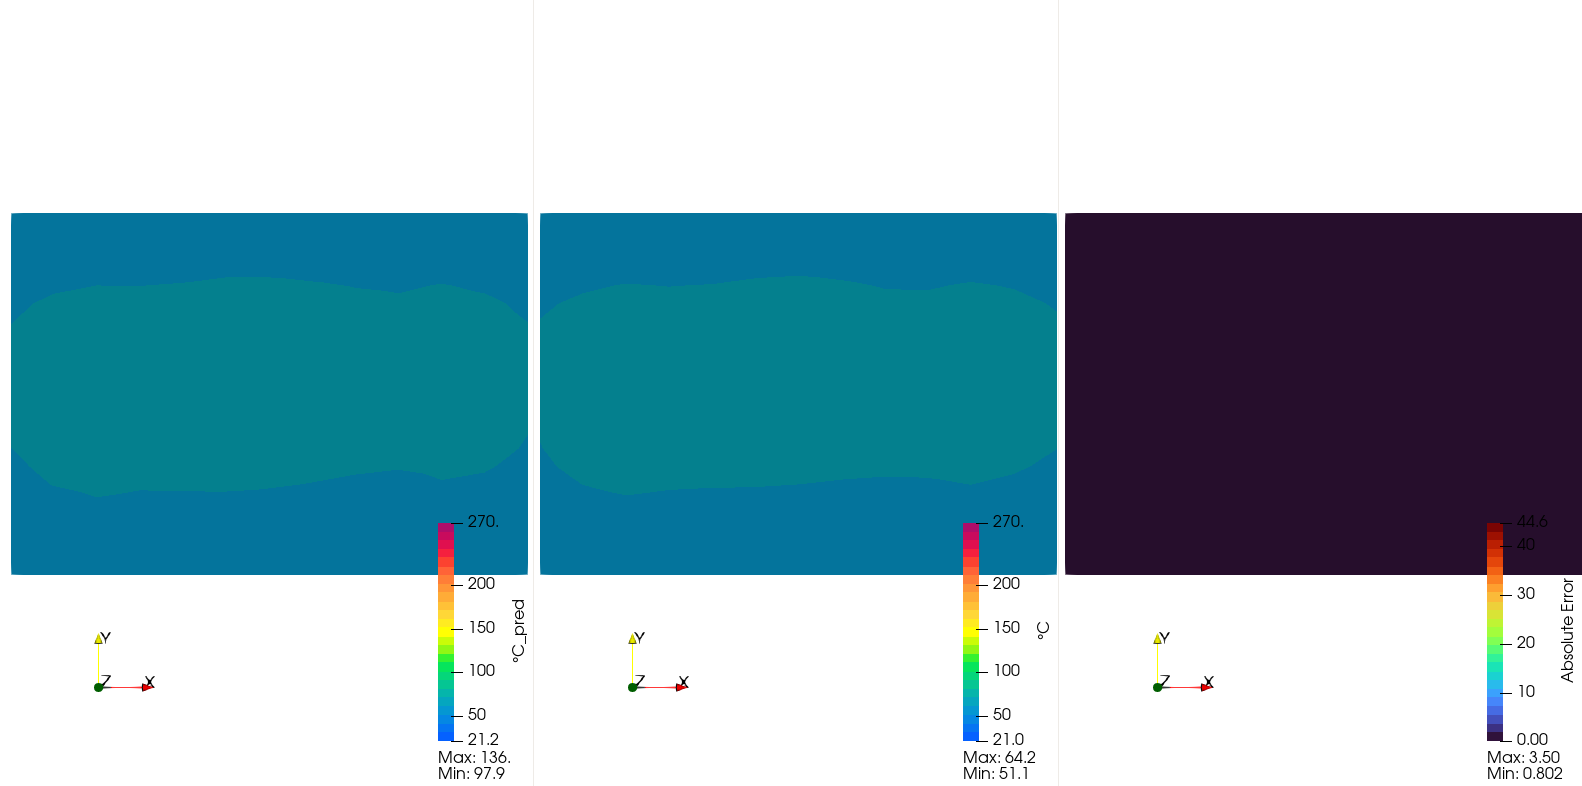 270.
200
150
100
50
21.2
°C_pred
Max: 136.
Min: 97.9
Y
Z
X
270.
200
150
100
50
21.0
°C
Max: 64.2
Min: 51.1
Y
Z
X
44.6
40
30
20
10
0.00
Absolute Error
Max: 3.50
Min: 0.802
Y
Z
X